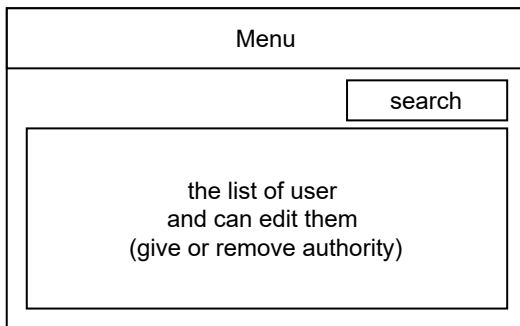 Menu
search
the list of user
and can edit them
(give or remove authority)